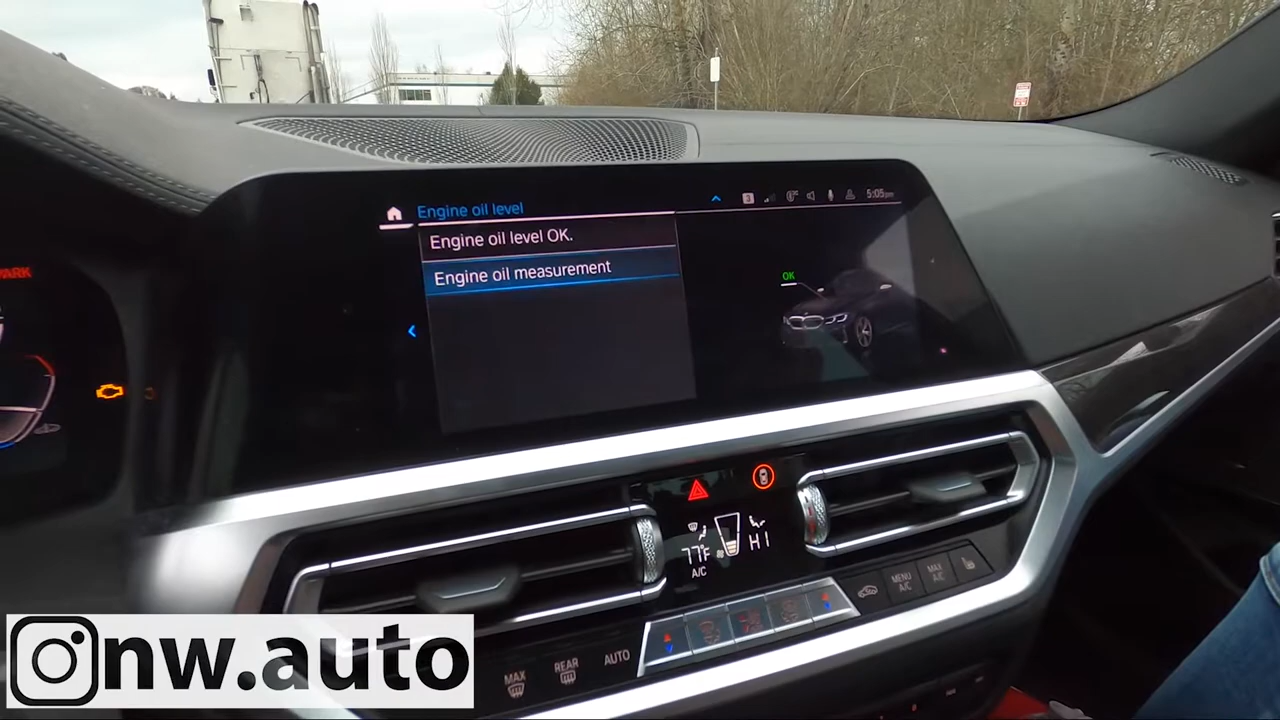 Engine oil level
3
5:05pm
Engine oil level OK.
Engine oil measurement
OK
PARK
77°F
HI
A/C
MENU
A/C
MAX
A/C
MAX
REAR
AUTO
nw.auto